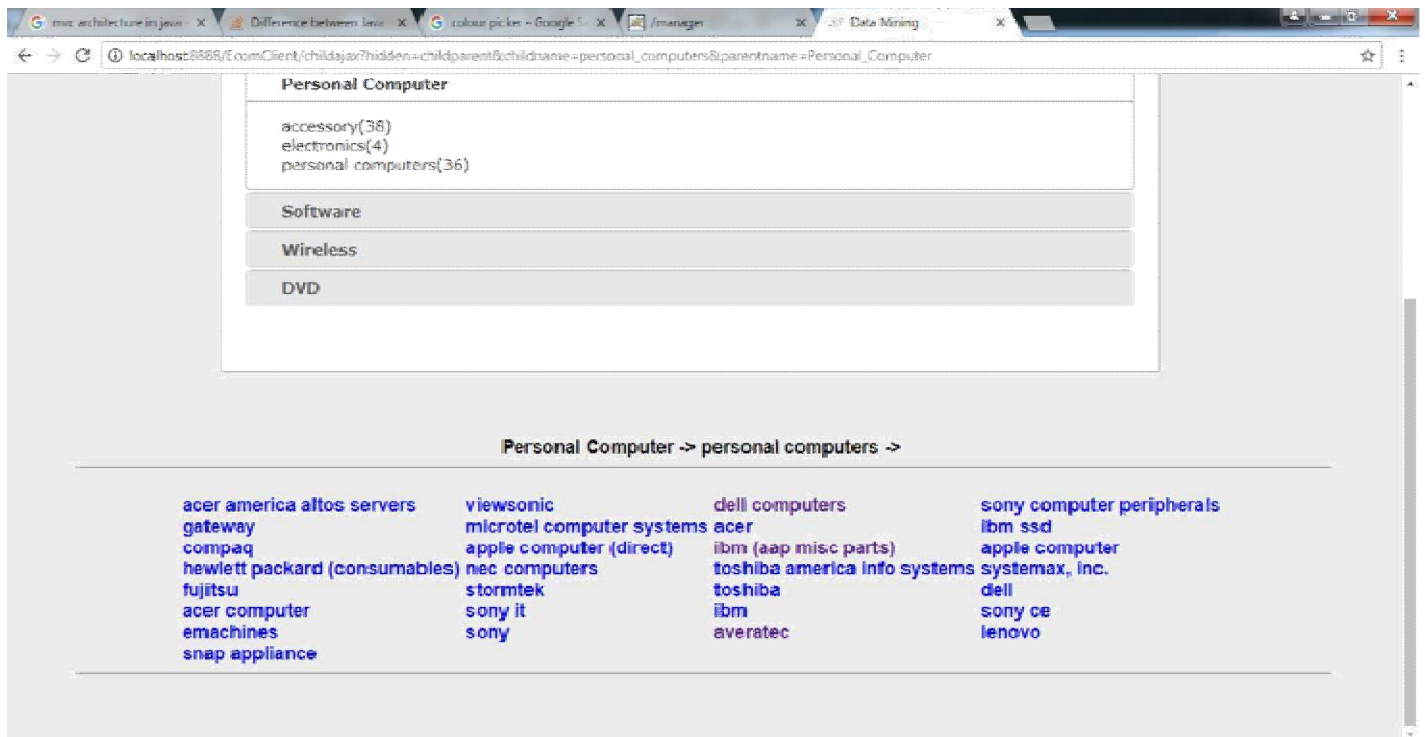 mvc architecture in java
Difference between Java
colour picker - Google S
/manager
Data Mining
localhost:8888/EcomClient/childajax?hidden=childparent&childname=personal_computers&parentname=Personal_Computer
Personal Computer
accessory(38)
electronics(4)
personal computers(36)
Software
Wireless
DVD
Personal Computer -> personal computers ->
acer america altos servers viewsonic dell computers sony computer peripherals
gateway microtel computer systems acer ibm ssd
compaq apple computer (direct) ibm (aap misc parts) apple computer
hewlett packard (consumables) nec computers toshiba america info systems systemax, inc.
fujitsu stormtek toshiba dell
acer computer sony it ibm sony ce
emachines sony averatec lenovo
snap appliance